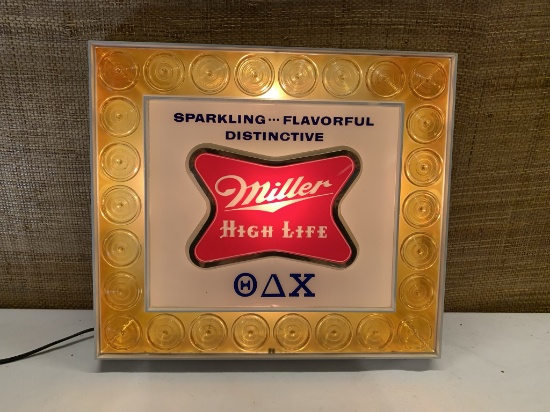 SPARKLING ··· FLAVORFUL
DISTINCTIVE
Miller
HIGH LIFE
ΘΔΧ